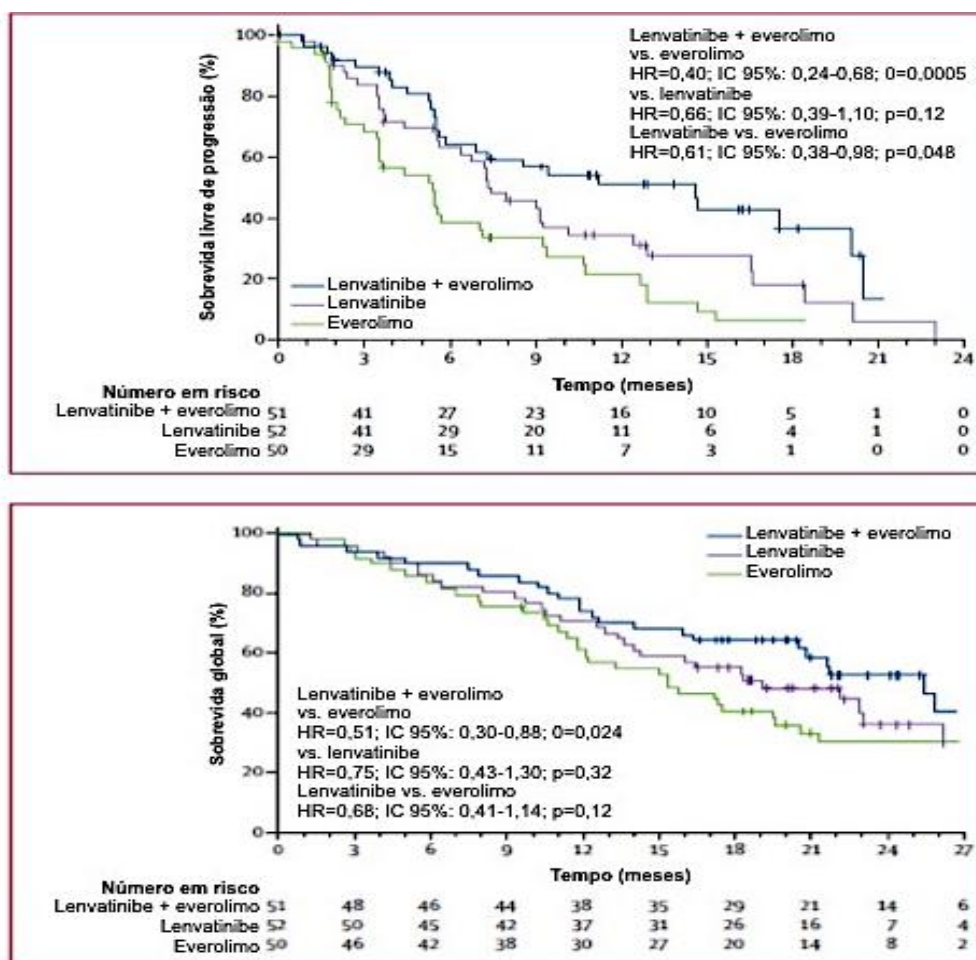 Sobrevida livre de progressão (%)
100
80
60
40
20
0
Lenvatinibe + everolimo
vs. everolimo
HR=0,40; IC 95%: 0,24-0,68; 0=0,0005
vs. lenvatinibe
HR=0,66; IC 95%: 0,39-1,10; p=0,12
Lenvatinibe vs. everolimo
HR=0,61; IC 95%: 0,38-0,98; p=0,048
Lenvatinibe + everolimo
Lenvatinibe
Everolimo
0 3 6 9 12 15 18 21 24
Tempo (meses)
Número em risco
Lenvatinibe + everolimo 51 41 27 23 16 10 5 1 0
Lenvatinibe 52 41 29 20 11 6 4 1 0
Everolimo 50 29 15 11 7 3 1 0 0
Sobrevida global (%)
100
80
60
40
20
0
Lenvatinibe + everolimo
Lenvatinibe
Everolimo
Lenvatinibe + everolimo
vs. everolimo
HR=0,51; IC 95%: 0,30-0,88; 0=0,024
vs. lenvatinibe
HR=0,75; IC 95%: 0,43-1,30; p=0,32
Lenvatinibe vs. everolimo
HR=0,68; IC 95%: 0,41-1,14; p=0,12
3 6 9 12 15 18 21 24 27
Tempo (meses)
Número em risco
Lenvatinibe + everolimo 51 48 46 44 38 35 29 21 14 6
Lenvatinibe 52 50 45 42 37 31 26 16 7 4
Everolimo 50 46 42 38 30 27 20 14 8 2